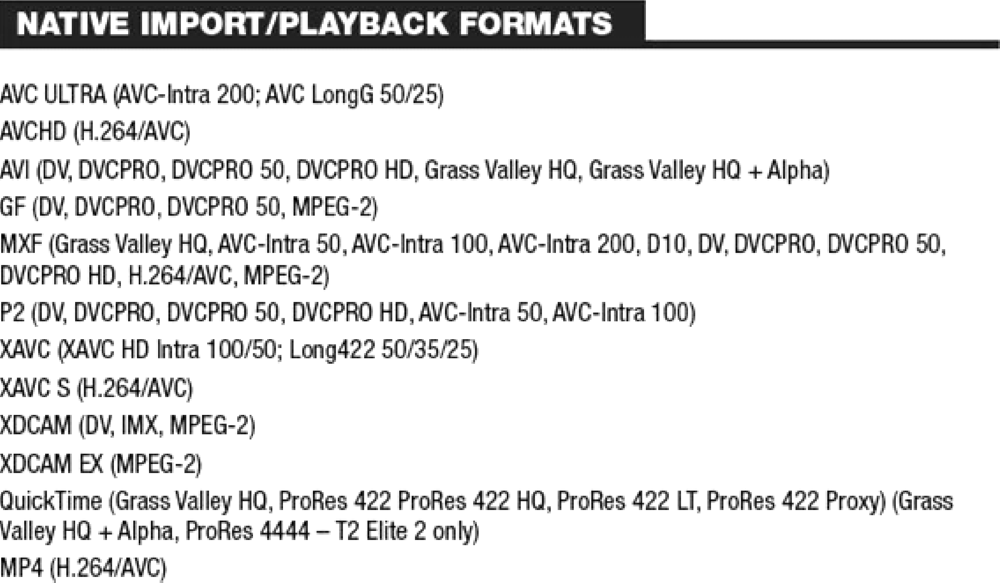 NATIVE IMPORT/PLAYBACK FORMATS
AVC ULTRA (AVC-Intra 200; AVC LongG 50/25)
AVCHD (H.264/AVC)
AVI (DV, DVCPRO, DVCPRO 50, DVCPRO HD, Grass Valley HQ, Grass Valley HQ + Alpha)
GF (DV, DVCPRO, DVCPRO 50, MPEG-2)
MXF (Grass Valley HQ, AVC-Intra 50, AVC-Intra 100, AVC-Intra 200, D10, DV, DVCPRO, DVCPRO 50,
DVCPRO HD, H.264/AVC, MPEG-2)
P2 (DV, DVCPRO, DVCPRO 50, DVCPRO HD, AVC-Intra 50, AVC-Intra 100)
XAVC (XAVC HD Intra 100/50; Long422 50/35/25)
XAVC S (H.264/AVC)
XDCAM (DV, IMX, MPEG-2)
XDCAM EX (MPEG-2)
QuickTime (Grass Valley HQ, ProRes 422 ProRes 422 HQ, ProRes 422 LT, ProRes 422 Proxy) (Grass
Valley HQ + Alpha, ProRes 4444 – T2 Elite 2 only)
MP4 (H.264/AVC)